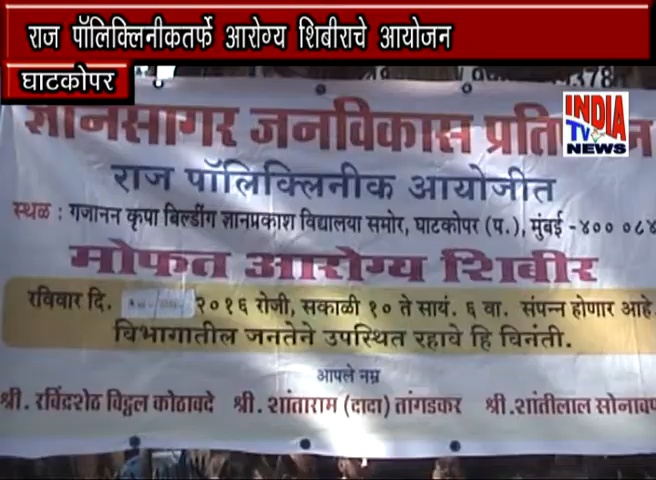 राज पॉलिक्लिनीकतर्फे आरोग्य शिबीराचे आयोजन
घाटकोपर
INDIA
TV
NEWS
ज्ञानसागर जनविकास
राज पॉलिक्लिनीक आयोजीत
स्थळ : गजानन कृपा बिल्डींग ज्ञानप्रकाश विद्यालया समोर, घाटकोपर (प.), मुंबई -४०० ०८४
मोफत आरोग्य शिबीर
रविवार दि. २०१६ रोजी, सकाळी १० ते सायं. ६ वा. संपन्न होणार आहे.
विभागातील जनतेने उपस्थित रहावे हि विनंती.
आपले नम्र
श्री. रविंद्रशेठ विठ्ठल कोठावदे श्री. शांताराम (दादा) तांगडकर श्री. शांतीलाल